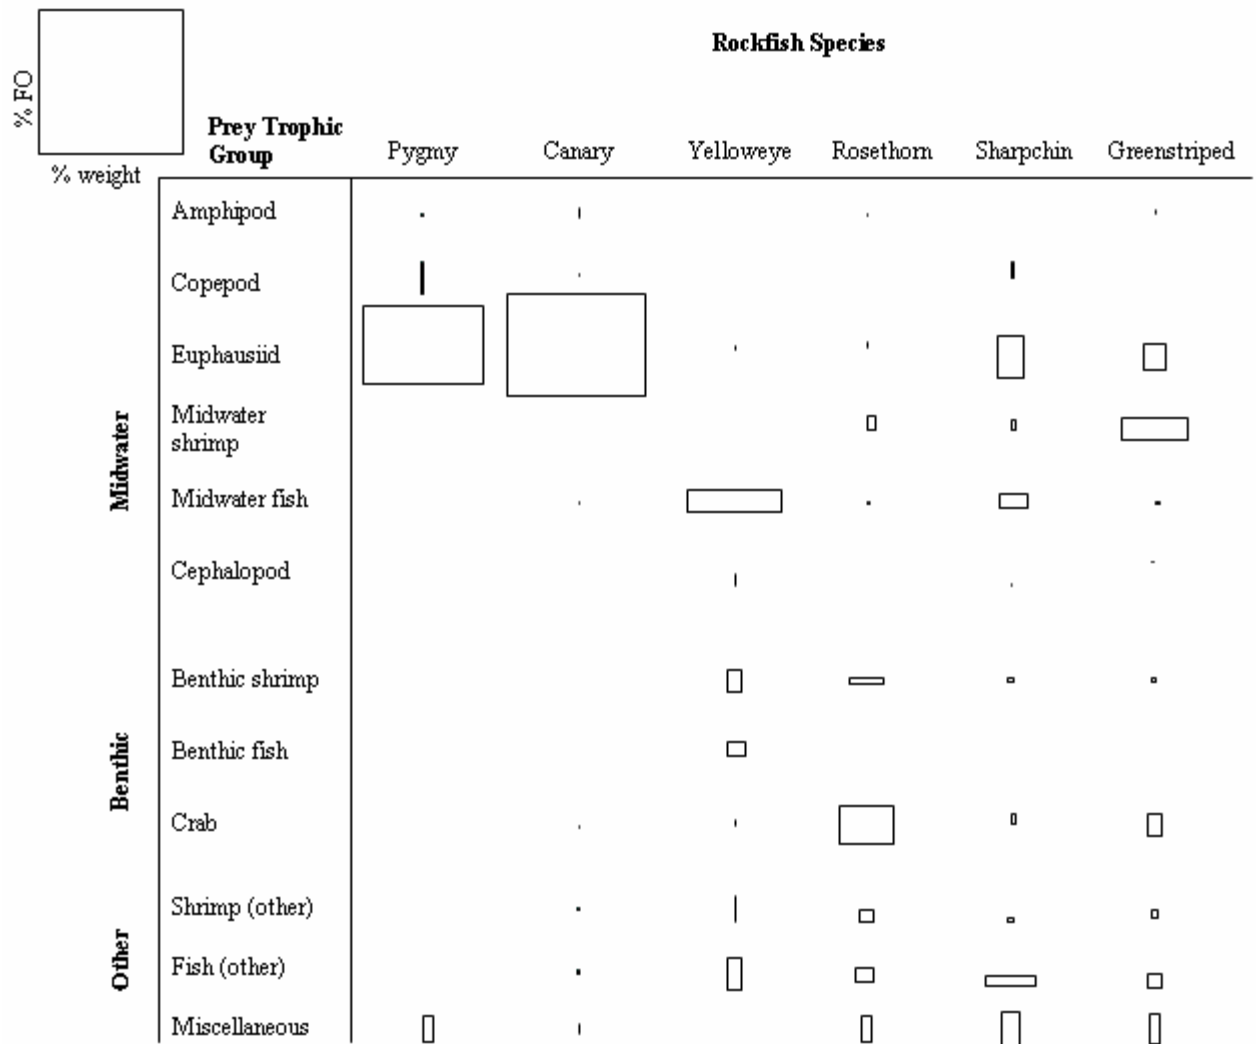 Rockfish Species
% FO
% weight
Prey Trophic
Group
Pygmy Canary Yelloweye Rosethorn Sharpchin Greenstriped
Midwater
Amphipod
Copepod
Euphausiid
Midwater
shrimp
Midwater fish
Cephalopod
Benthic
Benthic shrimp
Benthic fish
Crab
Other
Shrimp (other)
Fish (other)
Miscellaneous